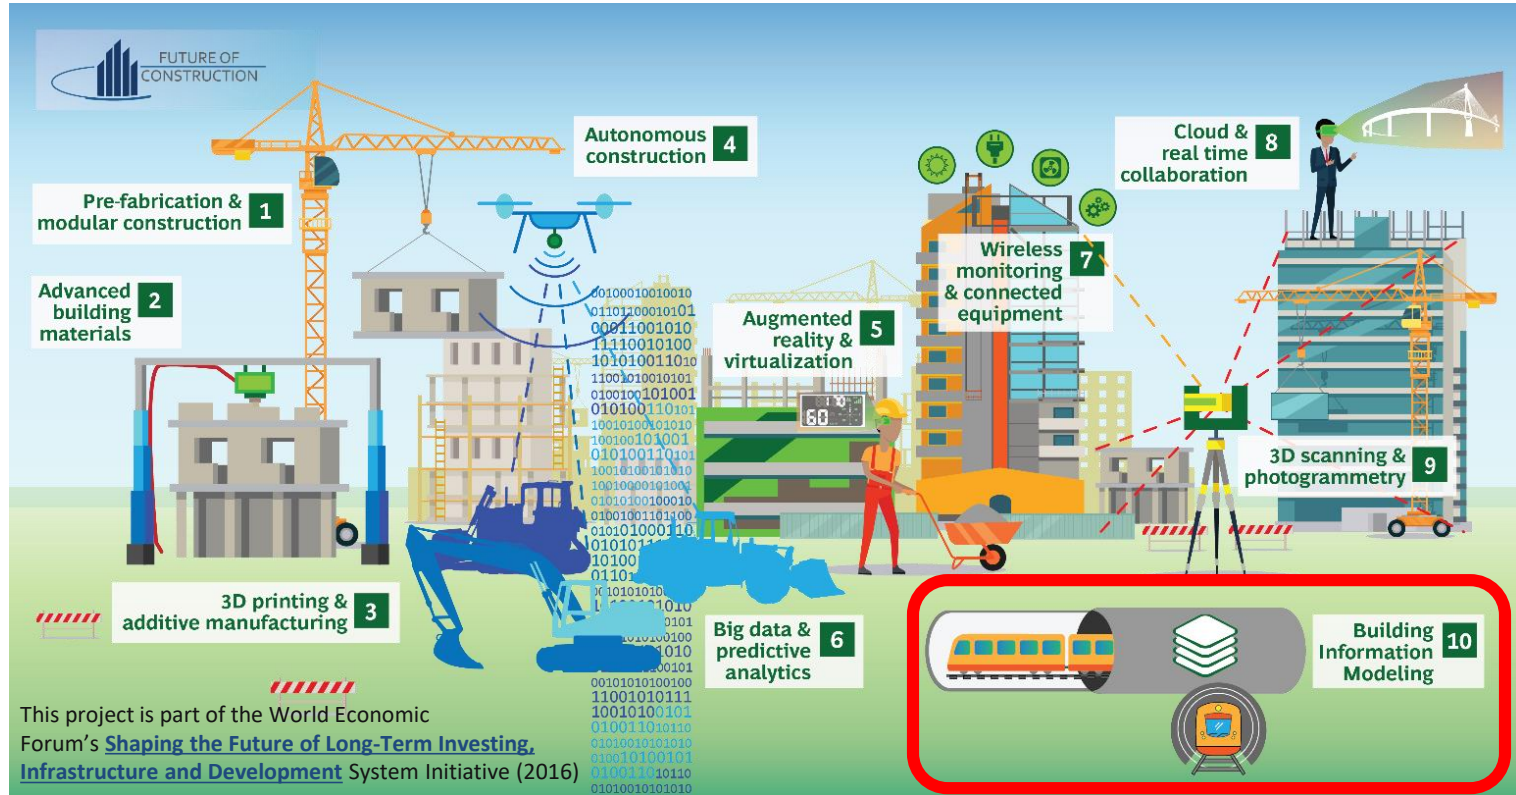 FUTURE OF
CONSTRUCTION
Pre-fabrication &
modular construction
1
Advanced
building
materials
2
3D printing &
additive manufacturing
3
Autonomous
construction
4
Augmented
reality &
virtualization
5
60
Big data &
predictive
analytics
6
Wireless
monitoring
& connected
equipment
7
Cloud &
real time
collaboration
8
3D scanning &
photogrammetry
9
Building
Information
Modeling
10
This project is part of the World Economic
Forum's Shaping the Future of Long-Term Investing,
Infrastructure and Development System Initiative (2016)